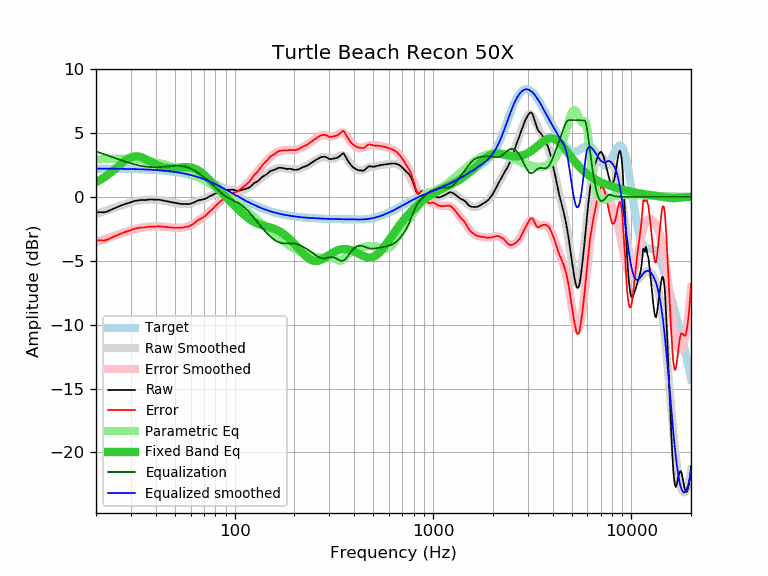 Turtle Beach Recon 50X
Amplitude (dBr)
10
5
0
−5
−10
−15
−20
Target
Raw Smoothed
Error Smoothed
Raw
Error
Parametric Eq
Fixed Band Eq
Equalization
Equalized smoothed
100 1000 10000
Frequency (Hz)